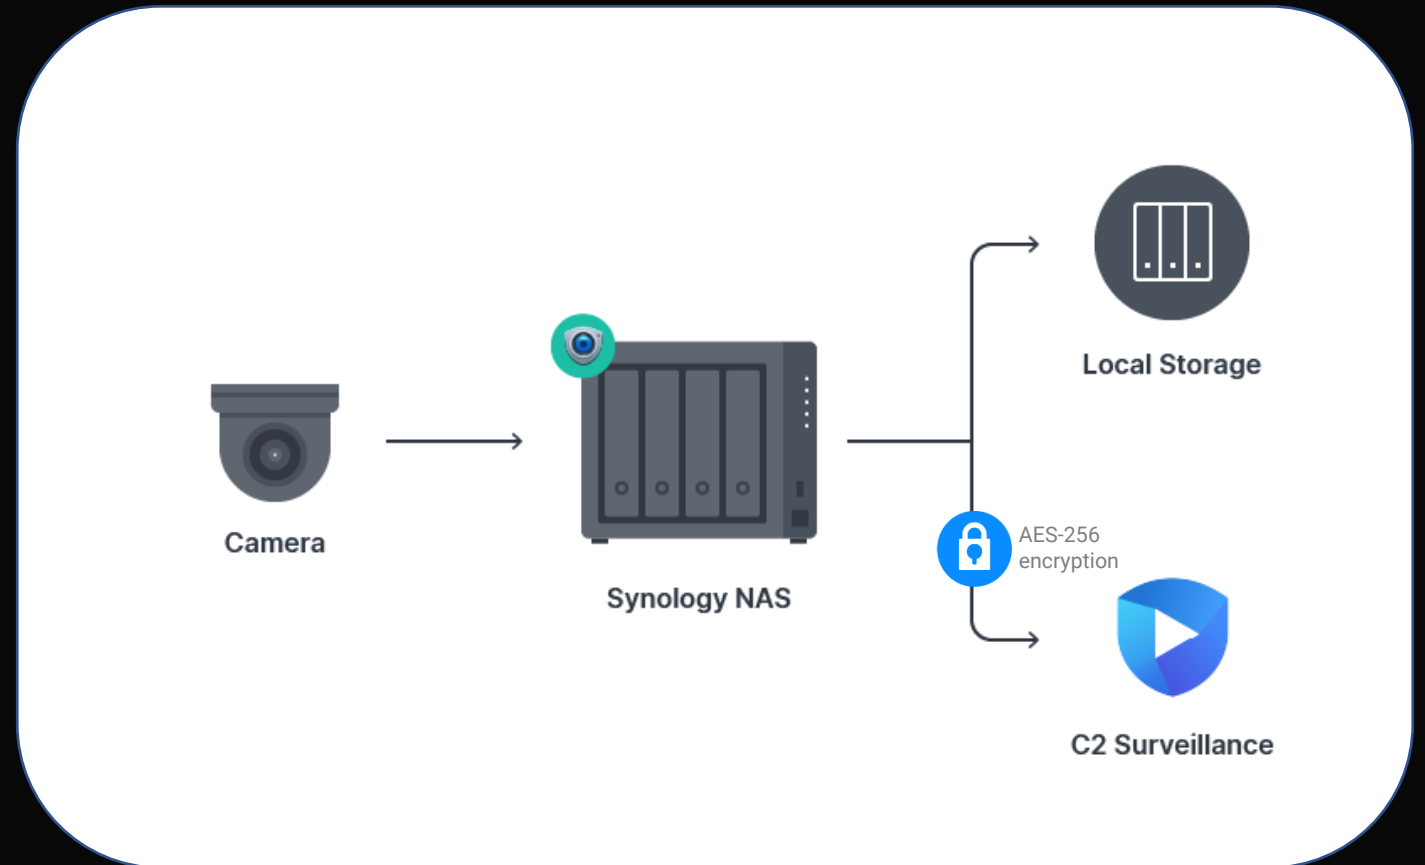 Local Storage
Camera
AES-256
encryption
Synology NAS
C2 Surveillance